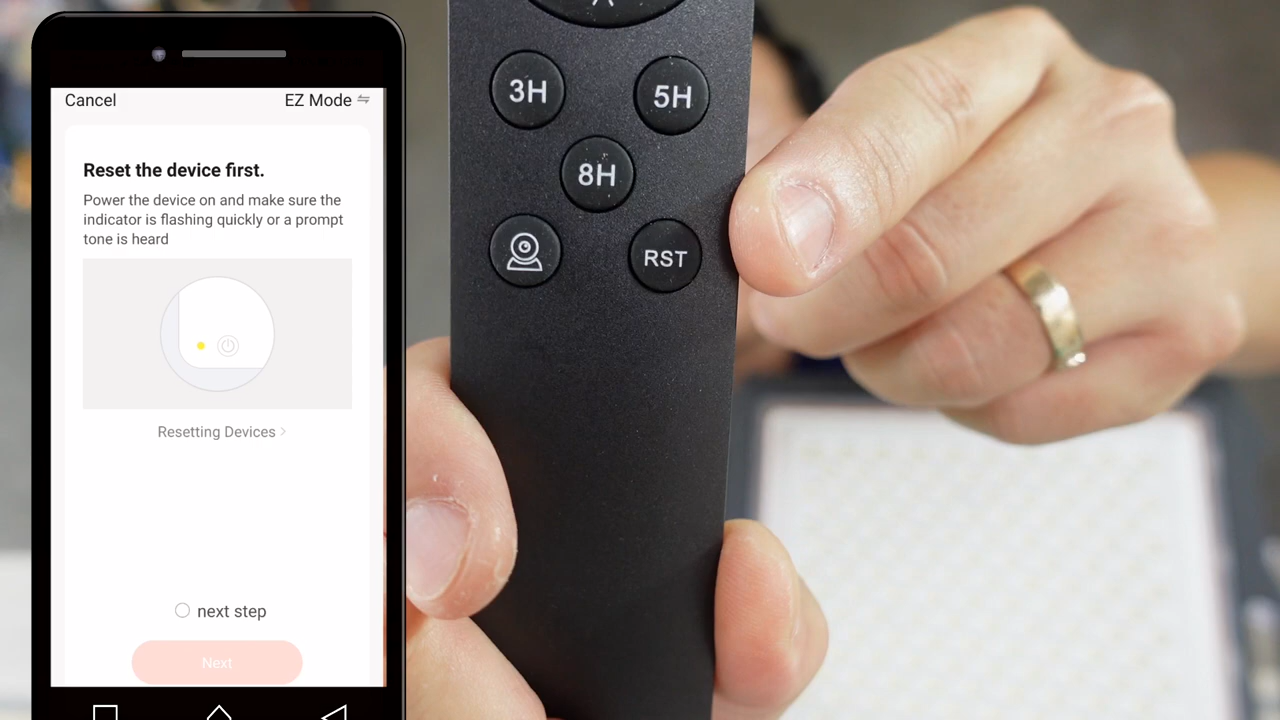 Cancel
EZ Mode
Reset the device first.
Power the device on and make sure the
indicator is flashing quickly or a prompt
tone is heard
Resetting Devices
next step
Next
3H
5H
8H
RST